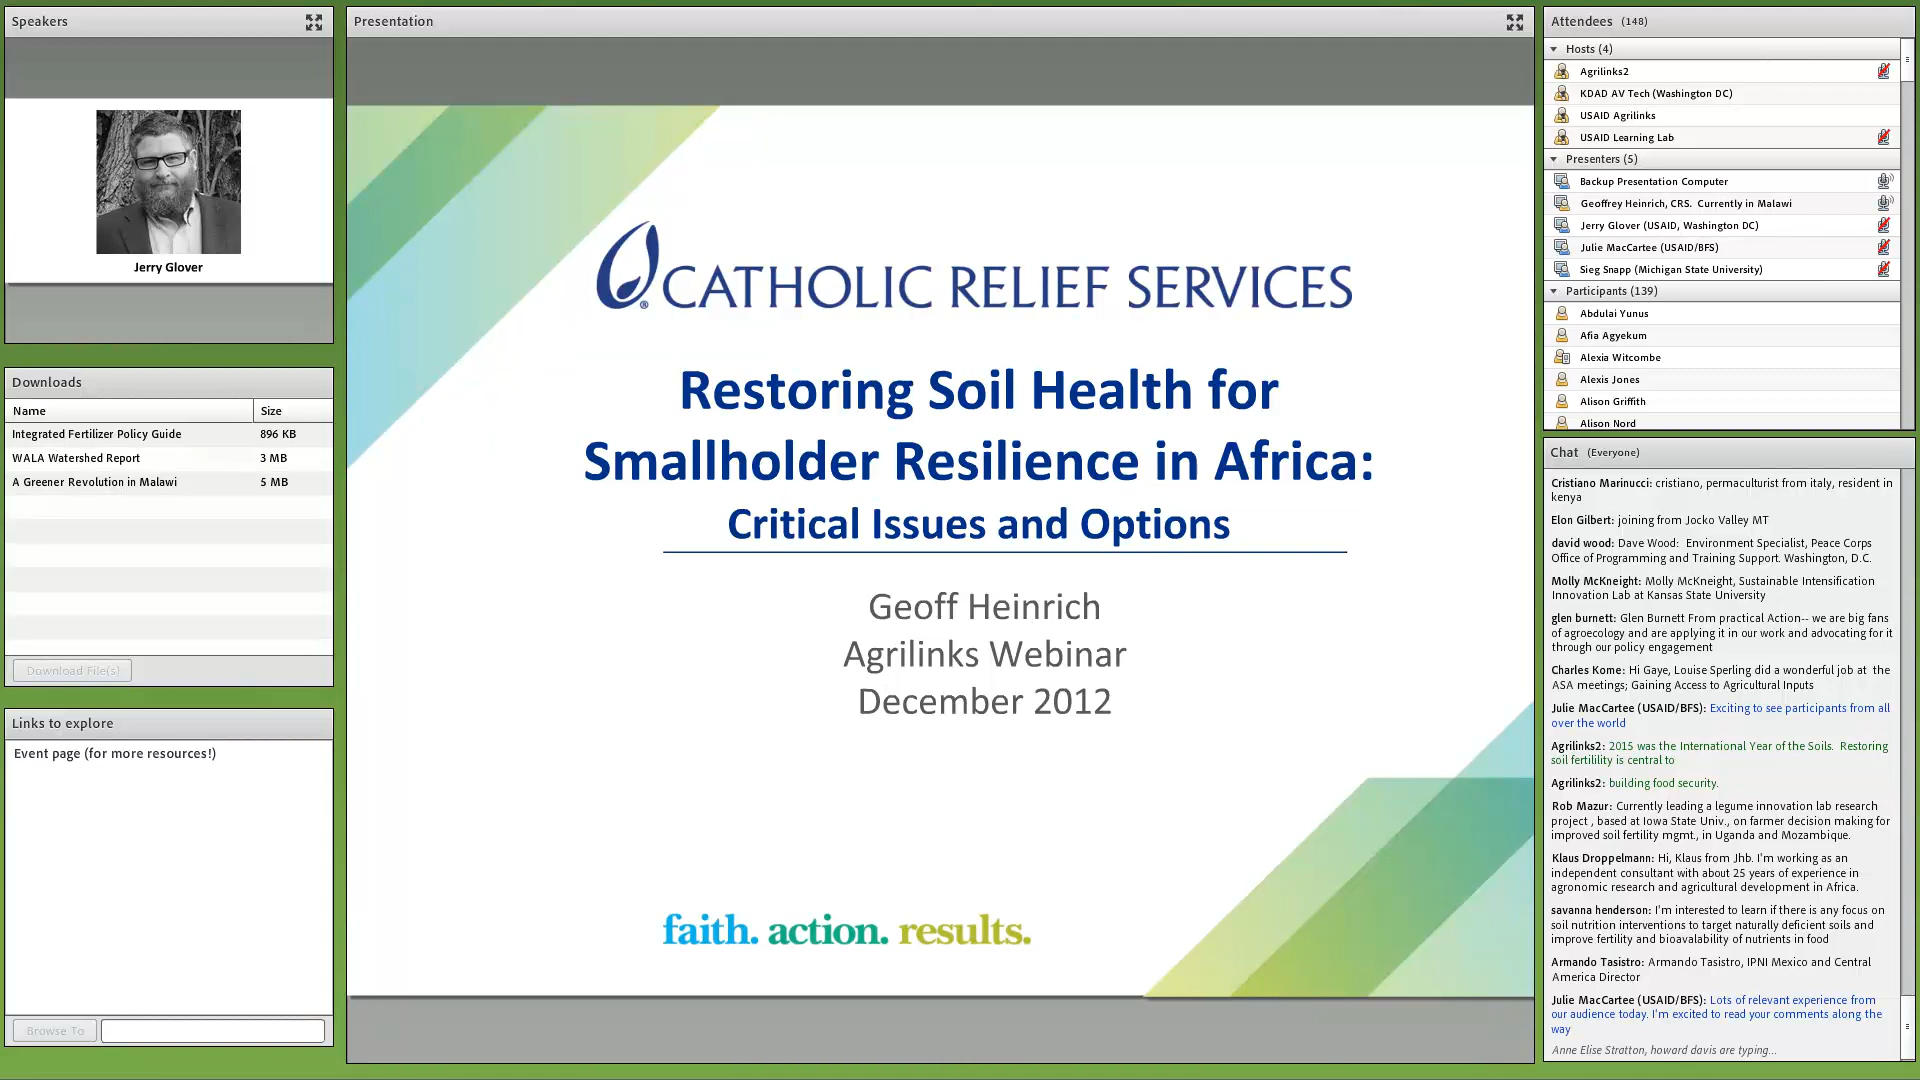 Speakers
Jerry Glover
Downloads
Name Size
Integrated Fertilizer Policy Guide 896 KB
WALA Watershed Report 3 MB
A Greener Revolution in Malawi 5 MB
Download File(s)
Links to explore
Event page (for more resources!)
Browse To
Presentation
® CATHOLIC RELIEF SERVICES
Restoring Soil Health for
Smallholder Resilience in Africa:
Critical Issues and Options
Geoff Heinrich
Agrilinks Webinar
December 2012
faith. action. results.
Attendees (148)
Hosts (4)
Agrilinks2
KDAD AV Tech (Washington DC)
USAID Agrilinks
USAID Learning Lab
Presenters (5)
Backup Presentation Computer
Geoffrey Heinrich, CRS. Currently in Malawi
Jerry Glover (USAID, Washington DC)
Julie MacCartee (USAID/BFS)
Sieg Snapp (Michigan State University)
Participants (139)
Abdulai Yunus
Afia Agyekum
Alexia Witcombe
Alexis Jones
Alison Griffith
Alison Nord
Chat (Everyone)
Cristiano Marinucci: cristiano, permaculturist from italy, resident in
kenya
Elon Gilbert: joining from Jocko Valley MT
david wood: Dave Wood: Environment Specialist, Peace Corps
Office of Programming and Training Support. Washington, D.C.
Molly McKneight: Molly McKneight, Sustainable Intensification
Innovation Lab at Kansas State University
glen burnett: Glen Burnett From practical Action-- we are big fans
of agroecology and are applying it in our work and advocating for it
through our policy engagement
Charles Kome: Hi Gaye, Louise Sperling did a wonderful job at the
ASA meetings; Gaining Access to Agricultural Inputs
Julie MacCartee (USAID/BFS): Exciting to see participants from all
over the world
Agrilinks2: 2015 was the International Year of the Soils. Restoring
soil fertilility is central to
Agrilinks2: building food security.
Rob Mazur: Currently leading a legume innovation lab research
project , based at Iowa State Univ., on farmer decision making for
improved soil fertility mgmt., in Uganda and Mozambique.
Klaus Droppelmann: Hi, Klaus from Jhb. I'm working as an
independent consultant with about 25 years of experience in
agronomic research and agricultural development in Africa.
savanna henderson: I'm interested to learn if there is any focus on
soil nutrition interventions to target naturally deficient soils and
improve fertility and bioavalability of nutrients in food
Armando Tasistro: Armando Tasistro, IPNI Mexico and Central
America Director
Julie MacCartee (USAID/BFS): Lots of relevant experience from
our audience today. I'm excited to read your comments along the
way
Anne Elise Stratton, howard davis are typing...